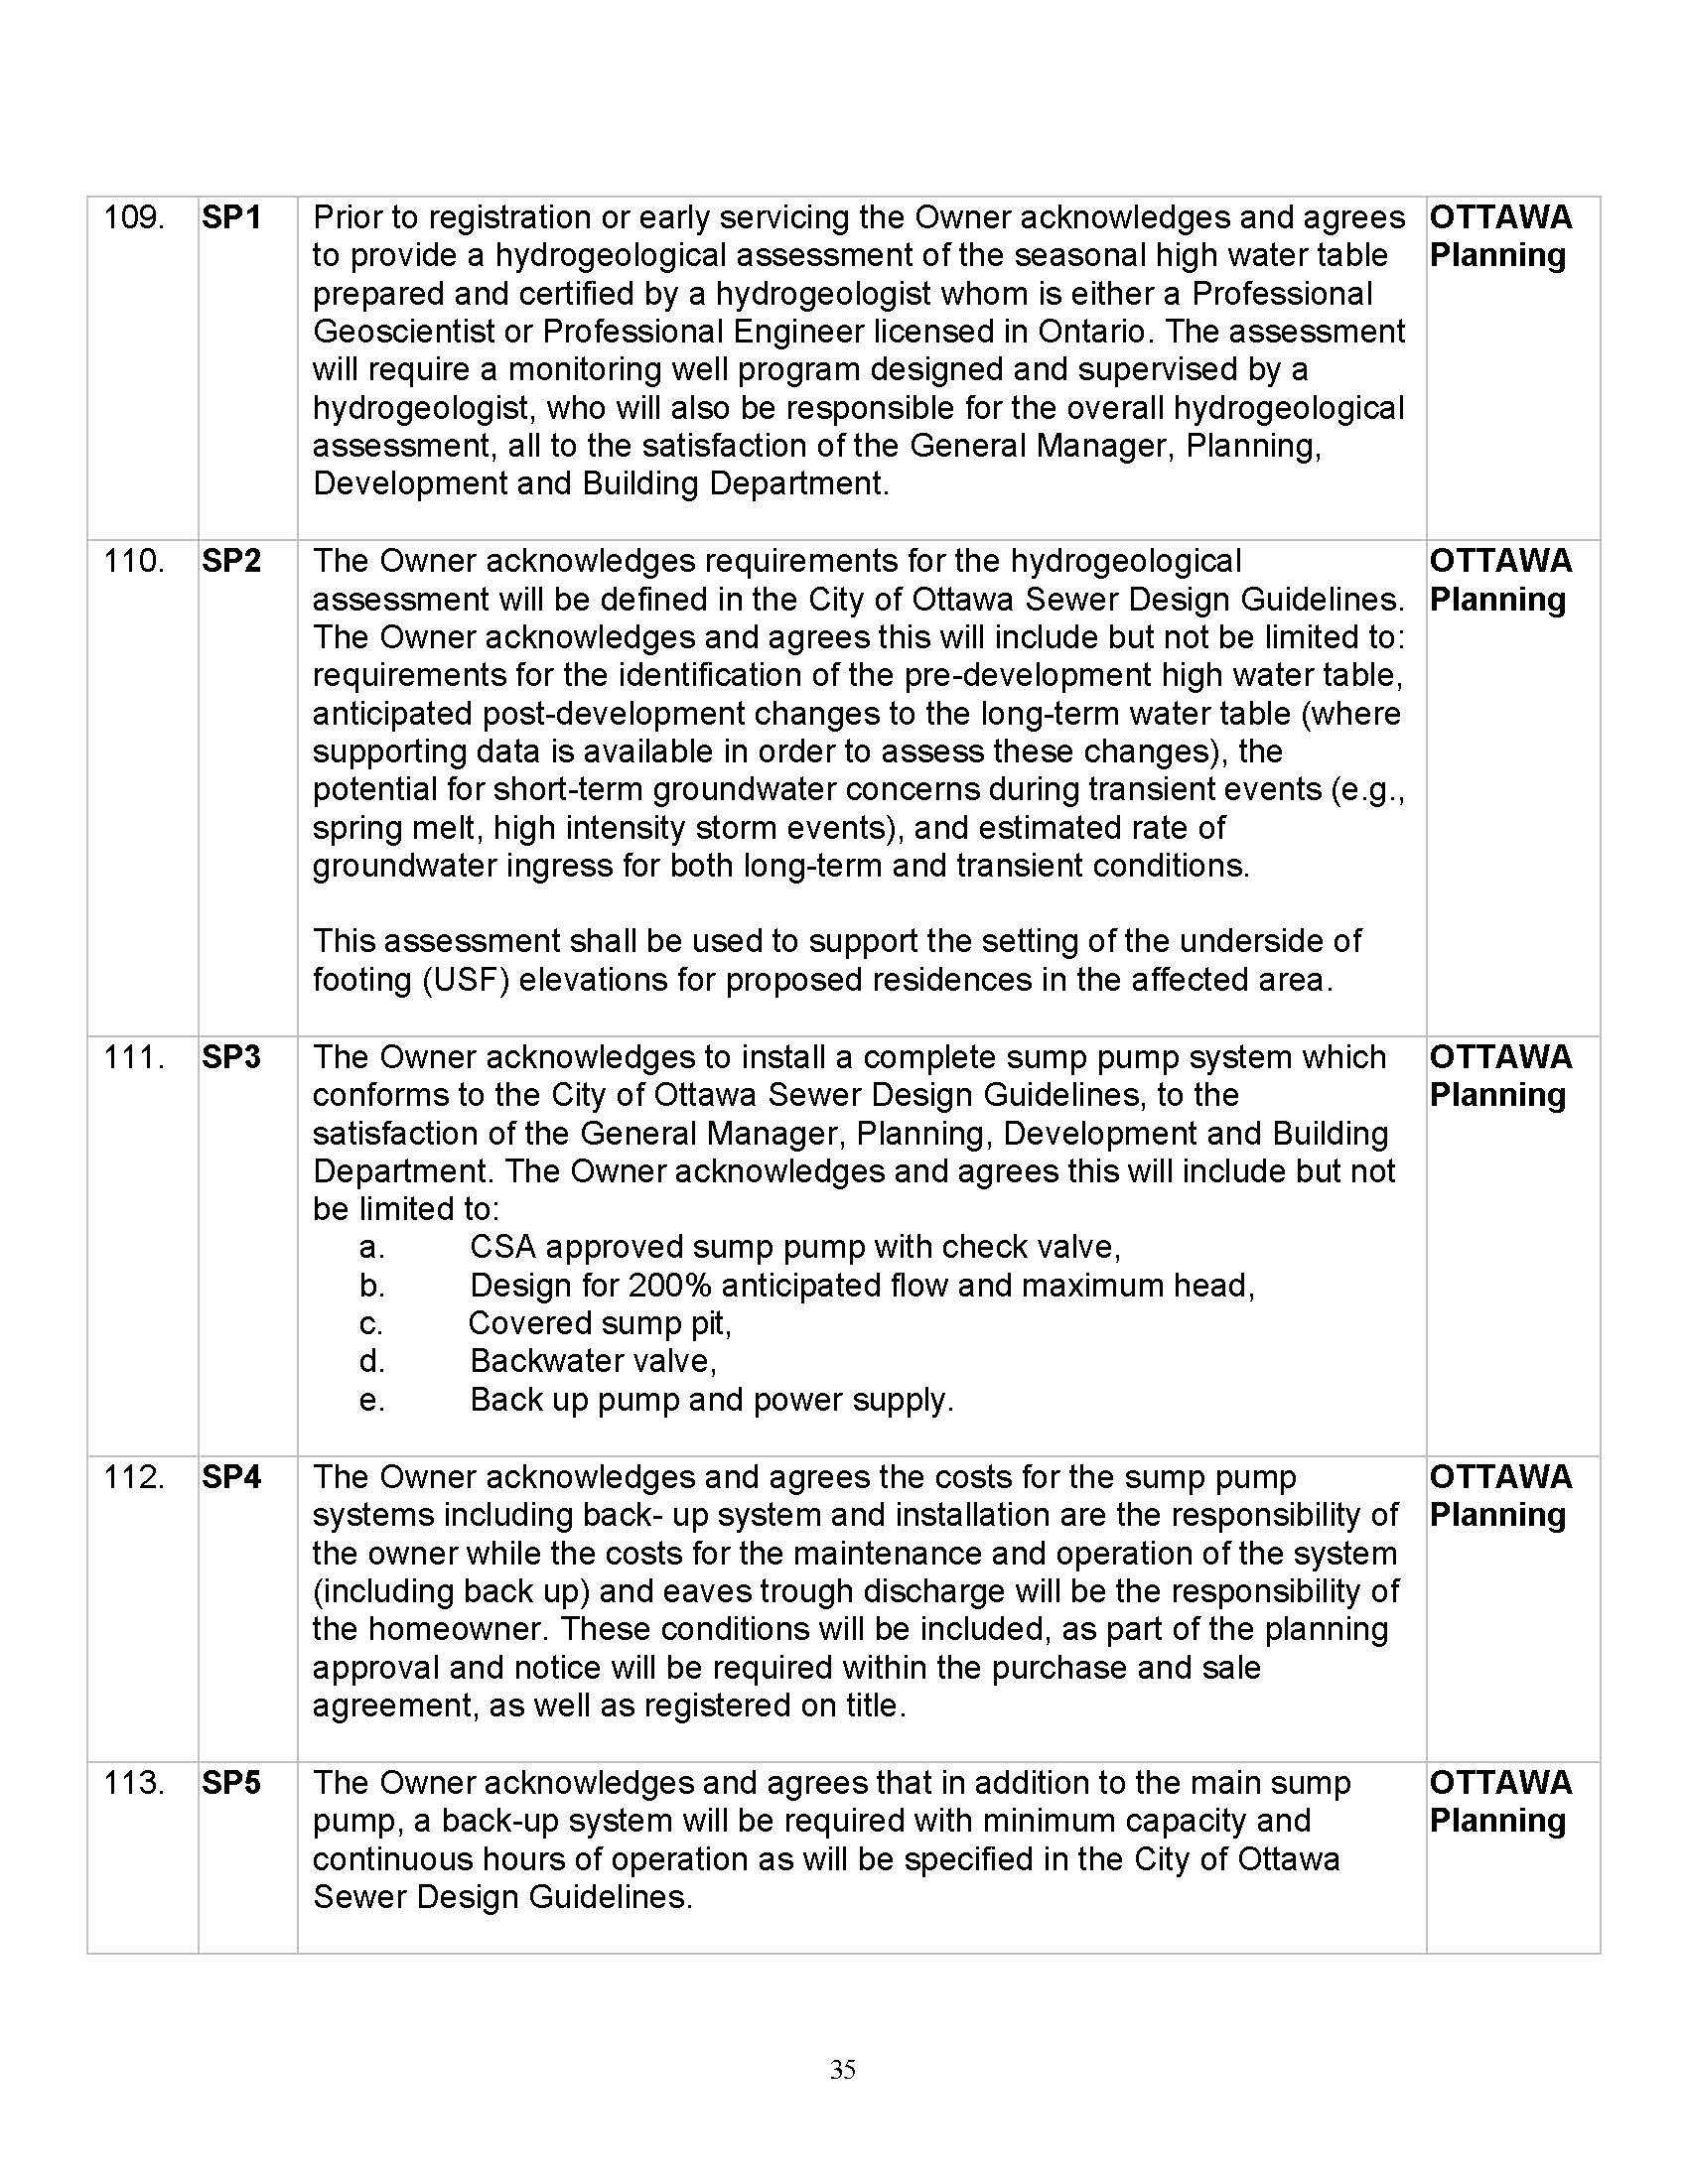 109. SP1 Prior to registration or early servicing the Owner acknowledges and agrees OTTAWA
to provide a hydrogeological assessment of the seasonal high water table Planning
prepared and certified by a hydrogeologist whom is either a Professional
Geoscientist or Professional Engineer licensed in Ontario. The assessment
will require a monitoring well program designed and supervised by a
hydrogeologist, who will also be responsible for the overall hydrogeological
assessment, all to the satisfaction of the General Manager, Planning,
Development and Building Department.
110. SP2 The Owner acknowledges requirements for the hydrogeological OTTAWA
assessment will be defined in the City of Ottawa Sewer Design Guidelines. Planning
The Owner acknowledges and agrees this will include but not be limited to:
requirements for the identification of the pre-development high water table,
anticipated post-development changes to the long-term water table (where
supporting data is available in order to assess these changes), the
potential for short-term groundwater concerns during transient events (e.g.,
spring melt, high intensity storm events), and estimated rate of
groundwater ingress for both long-term and transient conditions.
This assessment shall be used to support the setting of the underside of
footing (USF) elevations for proposed residences in the affected area.
111. SP3 The Owner acknowledges to install a complete sump pump system which OTTAWA
conforms to the City of Ottawa Sewer Design Guidelines, to the Planning
satisfaction of the General Manager, Planning, Development and Building
Department. The Owner acknowledges and agrees this will include but not
be limited to:
a. CSA approved sump pump with check valve,
b. Design for 200% anticipated flow and maximum head,
c. Covered sump pit,
d. Backwater valve,
e. Back up pump and power supply.
112. SP4 The Owner acknowledges and agrees the costs for the sump pump OTTAWA
systems including back- up system and installation are the responsibility of Planning
the owner while the costs for the maintenance and operation of the system
(including back up) and eaves trough discharge will be the responsibility of
the homeowner. These conditions will be included, as part of the planning
approval and notice will be required within the purchase and sale
agreement, as well as registered on title.
113. SP5 The Owner acknowledges and agrees that in addition to the main sump OTTAWA
pump, a back-up system will be required with minimum capacity and Planning
continuous hours of operation as will be specified in the City of Ottawa
Sewer Design Guidelines.
35